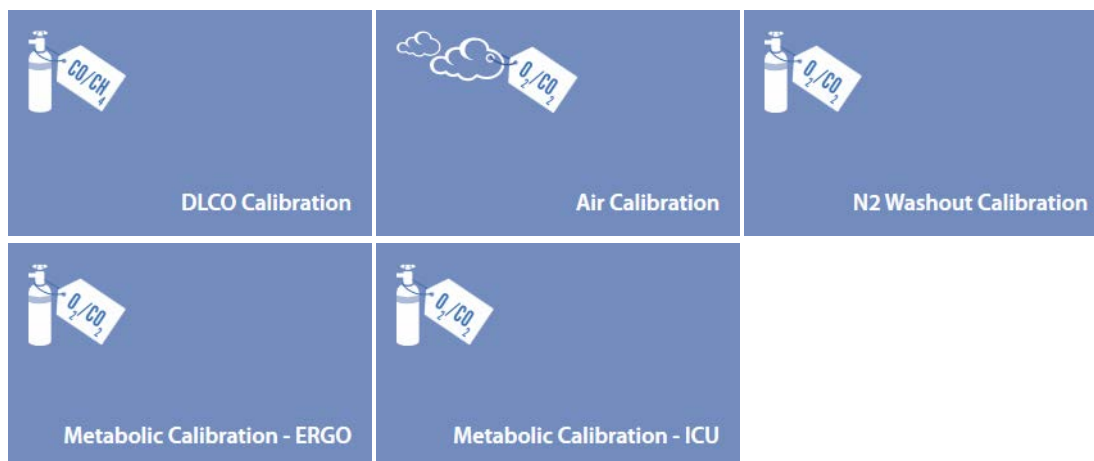 CO/CH4
DLCO Calibration
O2/CO2
Air Calibration
O2/CO2
N2 Washout Calibration
O2/CO2
Metabolic Calibration - ERGO
O2/CO2
Metabolic Calibration - ICU